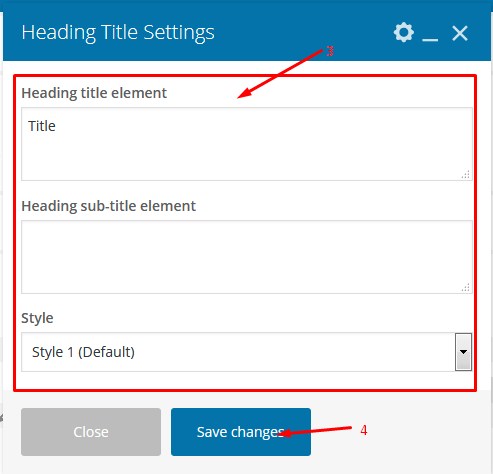 Heading Title Settings
3
Heading title element
Title
Heading sub-title element
Style
Style 1 (Default)
Close
Save changes
4